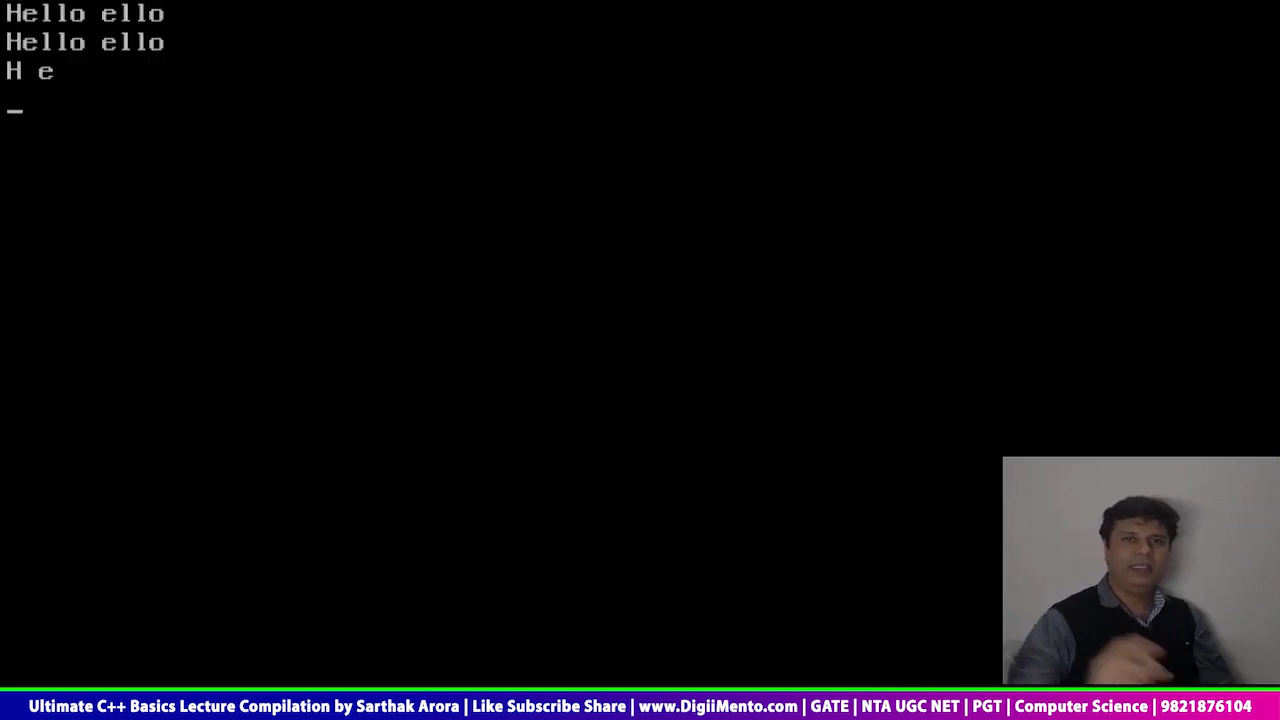 Hello ello
Hello ello
H e
_
Ultimate C++ Basics Lecture Compilation by Sarthak Arora | Like Subscribe Share | www.DigiiMento.com | GATE | NTA UGC NET | PGT | Computer Science | 9821876104